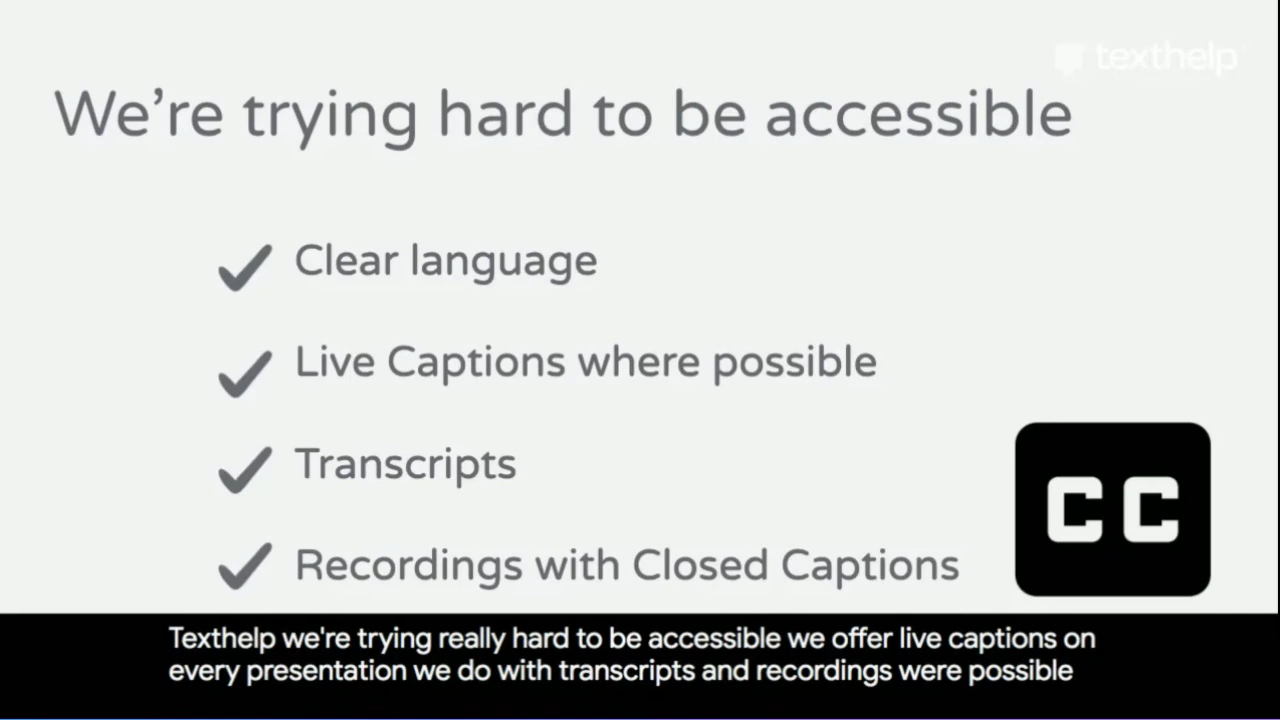 texthelp
We're trying hard to be accessible
Clear language
Live Captions where possible
Transcripts
Recordings with Closed Captions
CC
Texthelp we're trying really hard to be accessible we offer live captions on
every presentation we do with transcripts and recordings were possible